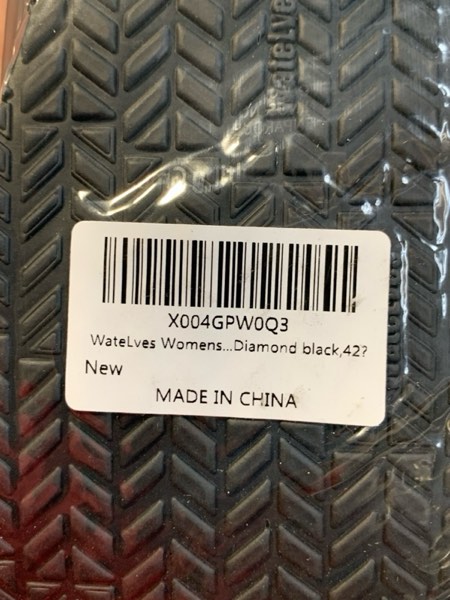 WateLves
X004GPW0Q3
WateLves Womens...Diamond black,42?
New
MADE IN CHINA